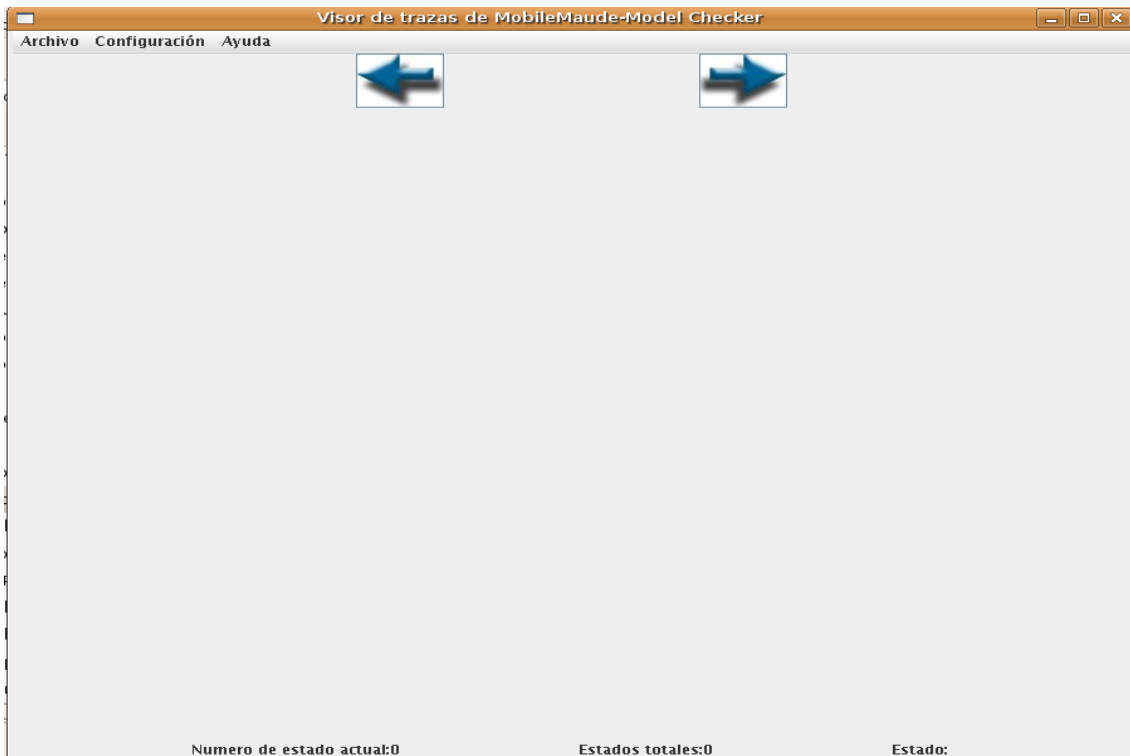 Visor de trazas de MobileMaude-Model Checker
Archivo Configuración Ayuda
Numero de estado actual:0 Estados totales:0 Estado: